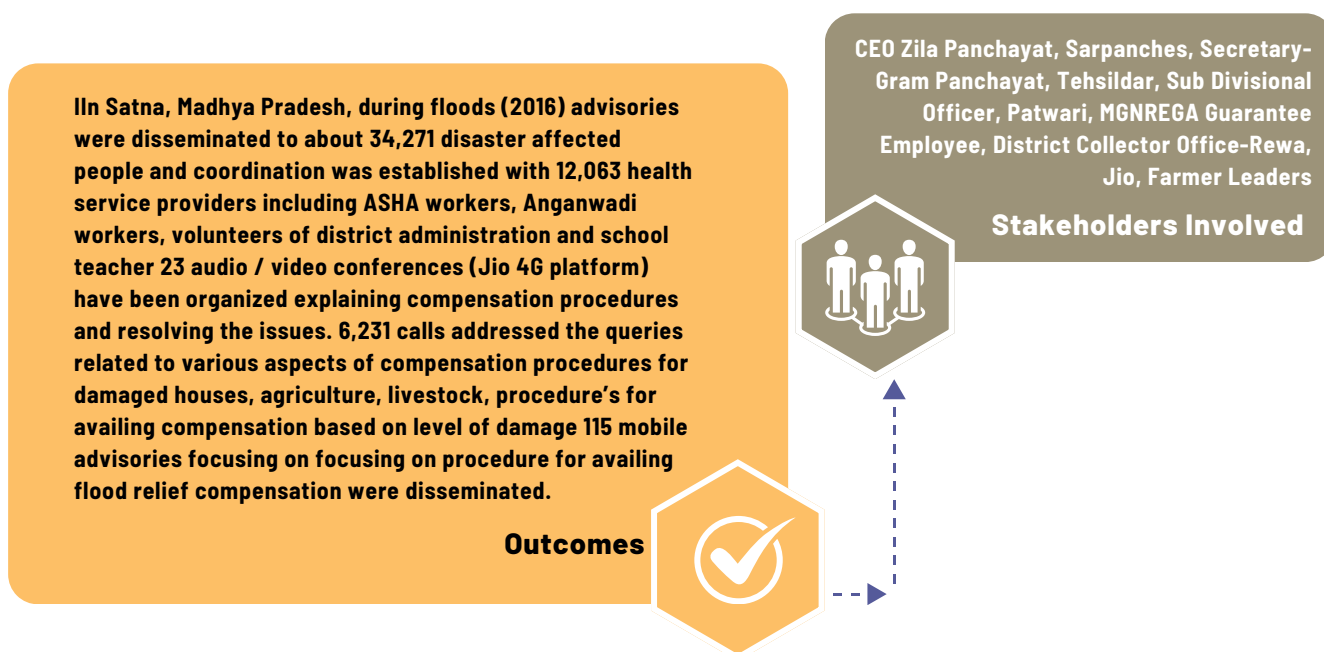 IIn Satna, Madhya Pradesh, during floods (2016) advisories
were disseminated to about 34,271 disaster affected
people and coordination was established with 12,063 health
service providers including ASHA workers, Anganwadi
workers, volunteers of district administration and school
teacher 23 audio / video conferences (Jio 4G platform)
have been organized explaining compensation procedures
and resolving the issues. 6,231 calls addressed the queries
related to various aspects of compensation procedures for
damaged houses, agriculture, livestock, procedure’s for
availing compensation based on level of damage 115 mobile
advisories focusing on focusing on procedure for availing
flood relief compensation were disseminated.
Outcomes
CEO Zila Panchayat, Sarpanches, Secretary-
Gram Panchayat, Tehsildar, Sub Divisional
Officer, Patwari, MGNREGA Guarantee
Employee, District Collector Office-Rewa,
Jio, Farmer Leaders
Stakeholders Involved